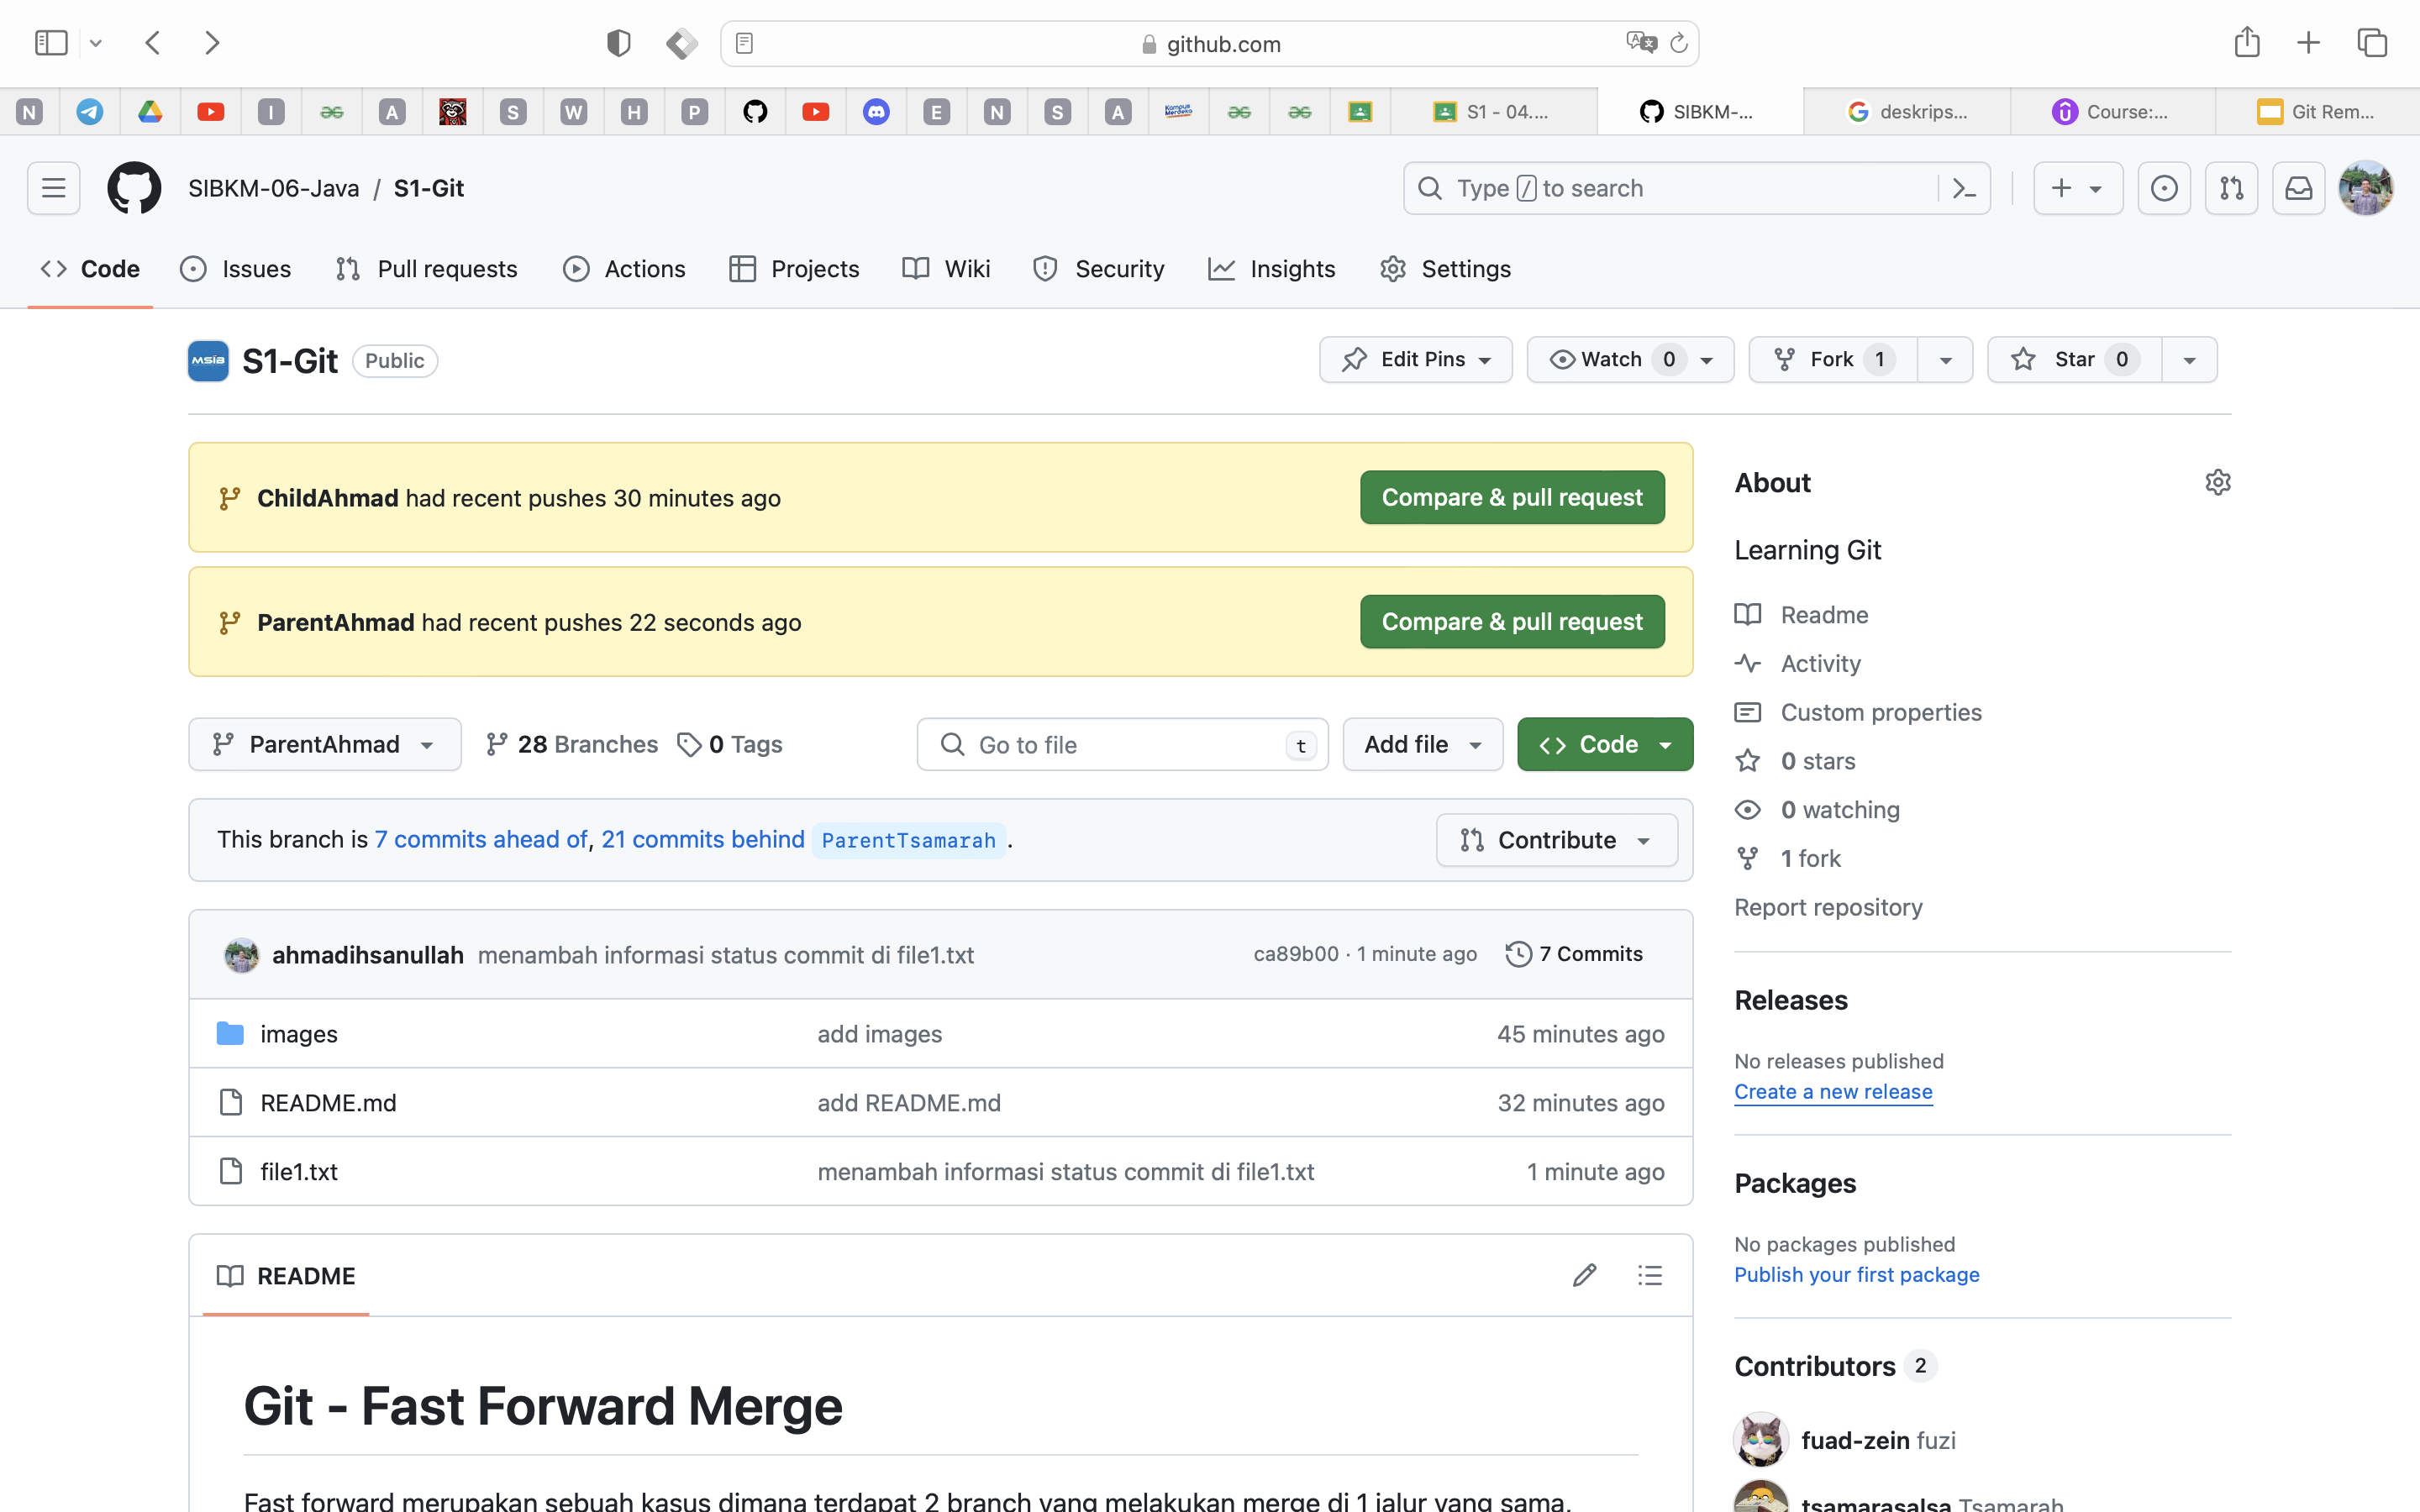 github.com
N
I
A
S
W
H
P
E
N
S
A
Kampus Merdeka
S1 - 04....
SIBKM-...
deskrips...
Course:...
Git Rem...
SIBKM-06-Java / S1-Git
Type / to search
Code
Issues
Pull requests
Actions
Projects
Wiki
Security
Insights
Settings
MSIB
S1-Git
Public
Edit Pins
Watch 0
Fork 1
Star 0
ChildAhmad had recent pushes 30 minutes ago
Compare & pull request
ParentAhmad had recent pushes 22 seconds ago
Compare & pull request
ParentAhmad
28 Branches
0 Tags
Go to file
t
Add file
Code
This branch is 7 commits ahead of, 21 commits behind ParentTsamarah .
Contribute
ahmadihsanullah menambah informasi status commit di file1.txt
ca89b00 · 1 minute ago
7 Commits
images
add images
45 minutes ago
README.md
add README.md
32 minutes ago
file1.txt
menambah informasi status commit di file1.txt
1 minute ago
README
Git - Fast Forward Merge
Fast forward merupakan sebuah kasus dimana terdapat 2 branch yang melakukan merge di 1 jalur yang sama,
About
Learning Git
Readme
Activity
Custom properties
0 stars
0 watching
1 fork
Report repository
Releases
No releases published
Create a new release
Packages
No packages published
Publish your first package
Contributors 2
fuad-zein fuzi
tsamarasalsa Tsamarah